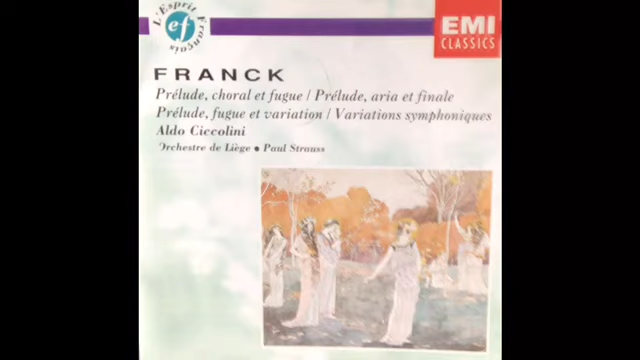 L'Esprit Français
ef
EMI
CLASSICS
FRANCK
Prélude, choral et fugue / Prélude, aria et finale
Prélude, fugue et variation / Variations symphoniques
Aldo Ciccolini
Orchestre de Liège • Paul Strauss